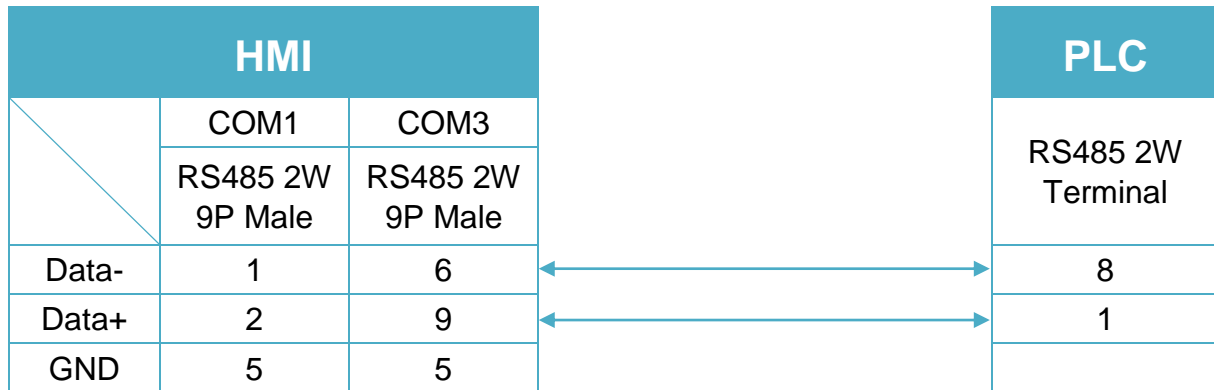 HMI
PLC
COM1 COM3
RS485 2W
9P Male
RS485 2W
9P Male
RS485 2W
Terminal
Data- 1 6 8
Data+ 2 9 1
GND 5 5